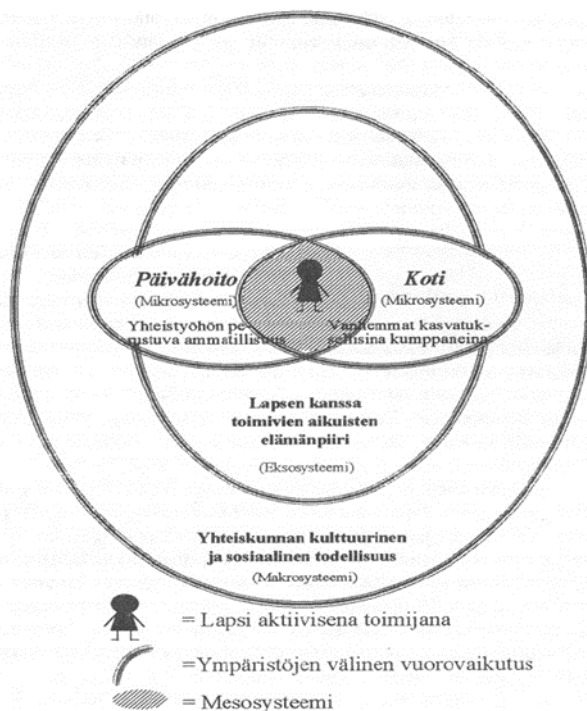 Päivähoito
(Mikrosysteemi)
Yhteistyöhön pe-
rustuva ammatillisuus
Koti
(Mikrosysteemi)
Vanhemmat kasvatuk-
sellisina kumppaneina
Lapsen kanssa
toimivien aikuisten
elämänpiiri
(Eksosysteemi)
Yhteiskunnan kulttuurinen
ja sosiaalinen todellisuus
(Makrosysteemi)
= Lapsi aktiivisena toimijana
=Ympäristöjen välinen vuorovaikutus
= Mesosysteemi